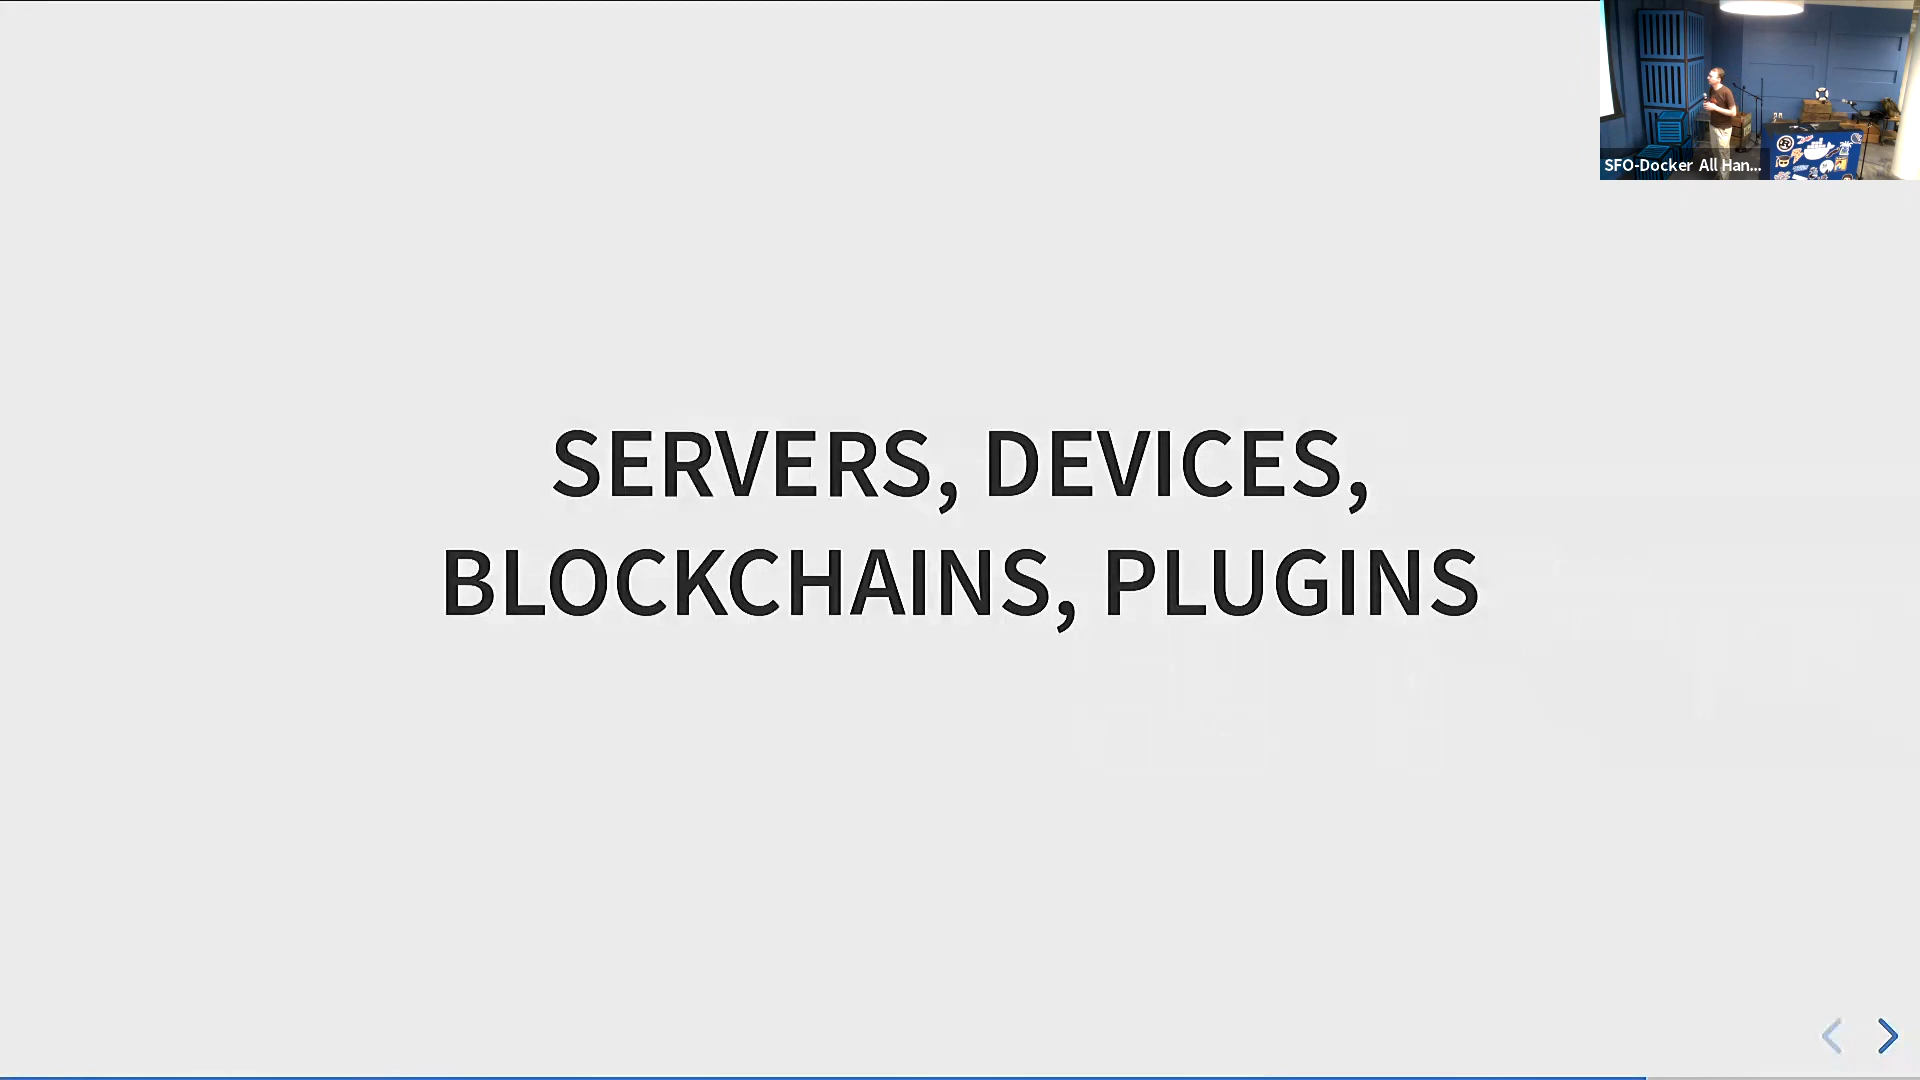 SFO-Docker All Han...
SERVERS, DEVICES,
BLOCKCHAINS, PLUGINS